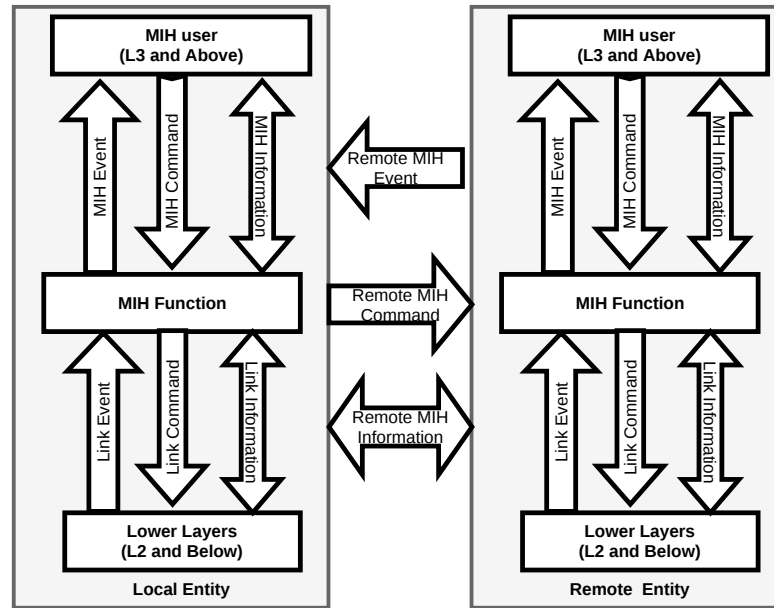 MIH user
(L3 and Above)
MIH Event
MIH Command
MIH Information
MIH Function
Link Event
Link Command
Link Information
Lower Layers
(L2 and Below)
Local Entity
Remote MIH
Event
Remote MIH
Command
Remote MIH
Information
MIH user
(L3 and Above)
MIH Event
MIH Command
MIH Information
MIH Function
Link Event
Link Command
Link Information
Lower Layers
(L2 and Below)
Remote Entity